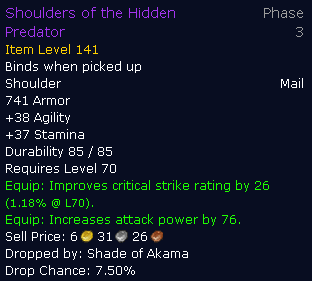 Shoulders of the Hidden Phase
Predator 3
Item Level 141
Binds when picked up
Shoulder Mail
741 Armor
+38 Agility
+37 Stamina
Durability 85 / 85
Requires Level 70
Equip: Improves critical strike rating by 26
(1.18% @ L70).
Equip: Increases attack power by 76.
Sell Price: 6 31 26
Dropped by: Shade of Akama
Drop Chance: 7.50%